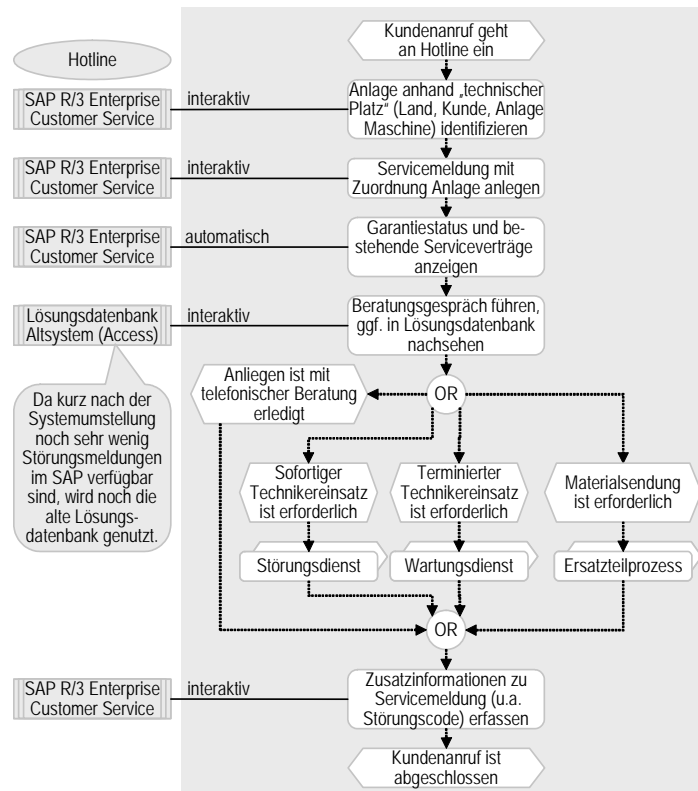 Kundenanruf geht
an Hotline ein
Hotline
SAP R/3 Enterprise
Customer Service
interaktiv
Anlage anhand „technischer
Platz“ (Land, Kunde, Anlage
Maschine) identifizieren
SAP R/3 Enterprise
Customer Service
interaktiv
Servicemeldung mit
Zuordnung Anlage anlegen
SAP R/3 Enterprise
Customer Service
automatisch
Garantiestatus und be-
stehende Serviceverträge
anzeigen
Lösungsdatenbank
Altsystem (Access)
interaktiv
Beratungsgespräch führen,
ggf. in Lösungsdatenbank
nachsehen
Da kurz nach der
Systemumstellung
noch sehr wenig
Störungsmeldungen
im SAP verfügbar
sind, wird noch die
alte Lösungs-
datenbank genutzt.
Anliegen ist mit
telefonischer Beratung
erledigt
OR
Sofortiger
Technikereinsatz
ist erforderlich
Terminierter
Technikereinsatz
ist erforderlich
Materialsendung
ist erforderlich
Störungsdienst
Wartungsdienst
Ersatzteilprozess
OR
SAP R/3 Enterprise
Customer Service
interaktiv
Zusatzinformationen zu
Servicemeldung (u.a.
Störungscode) erfassen
Kundenanruf ist
abgeschlossen